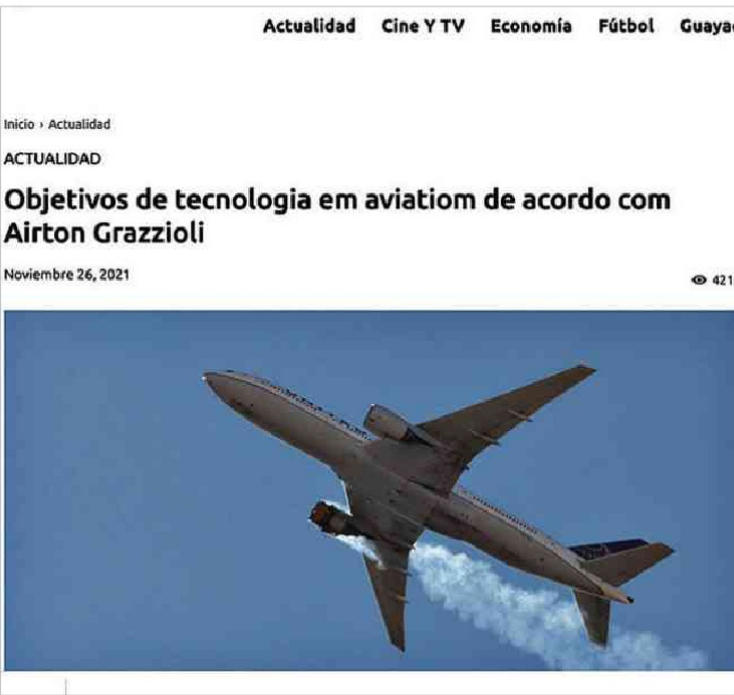 Actualidad Cine Y TV Economía Fútbol
Inicio › Actualidad
ACTUALIDAD
Objetivos de tecnologia em aviatiom de acordo com
Airton Grazzioli
Noviembre 26, 2021
421